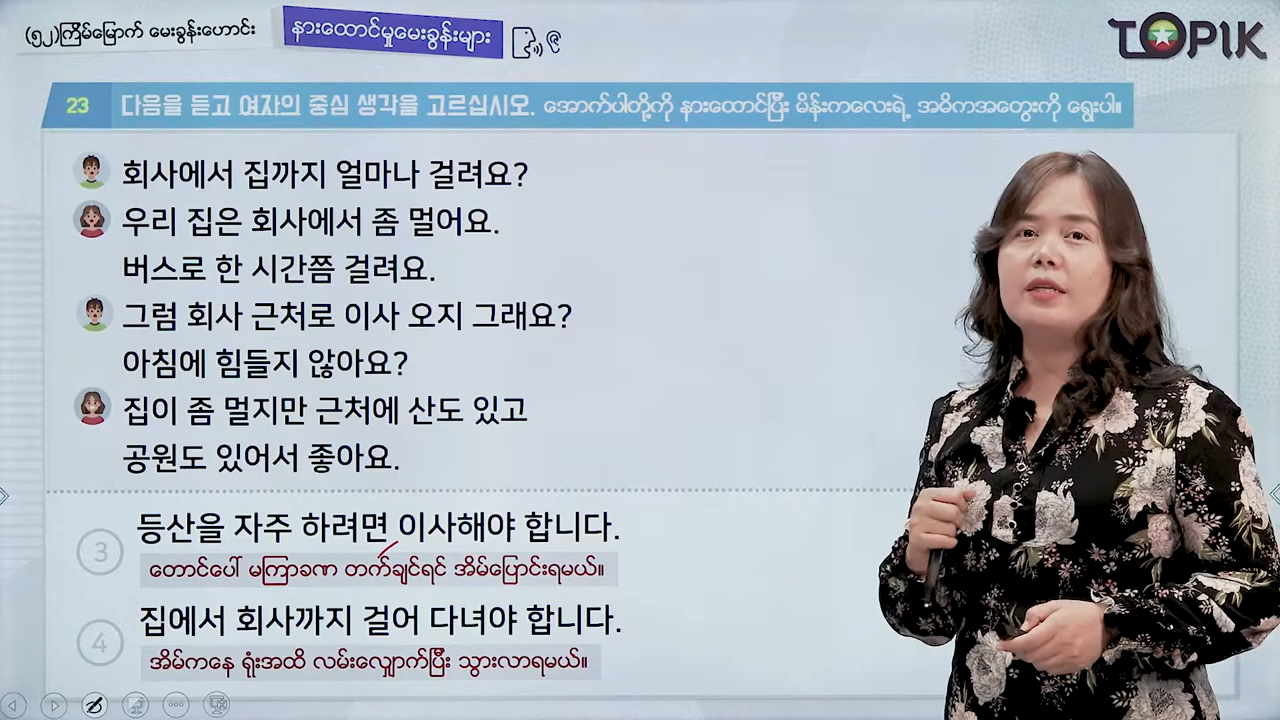 (၅၂)ကြိမ်မြောက် မေးခွန်းဟောင်း
နားထောင်မှုမေးခွန်းများ
၉
TOPIK
23 다음을 듣고 여자의 중심 생각을 고르십시오. အောက်ပါတို့ကို နားထောင်ပြီး မိန်းကလေးရဲ့ အဓိကအတွေးကို ရွေးပါ။
회사에서 집까지 얼마나 걸려요?
우리 집은 회사에서 좀 멀어요.
버스로 한 시간쯤 걸려요.
그럼 회사 근처로 이사 오지 그래요?
아침에 힘들지 않아요?
집이 좀 멀지만 근처에 산도 있고
공원도 있어서 좋아요.
3 등산을 자주 하려면 이사해야 합니다.
တောင်ပေါ် မကြာခဏ တက်ချင်ရင် အိမ်ပြောင်းရမယ်။
4 집에서 회사까지 걸어 다녀야 합니다.
အိမ်ကနေ ရုံးအထိ လမ်းလျှောက်ပြီး သွားလာရမယ်။